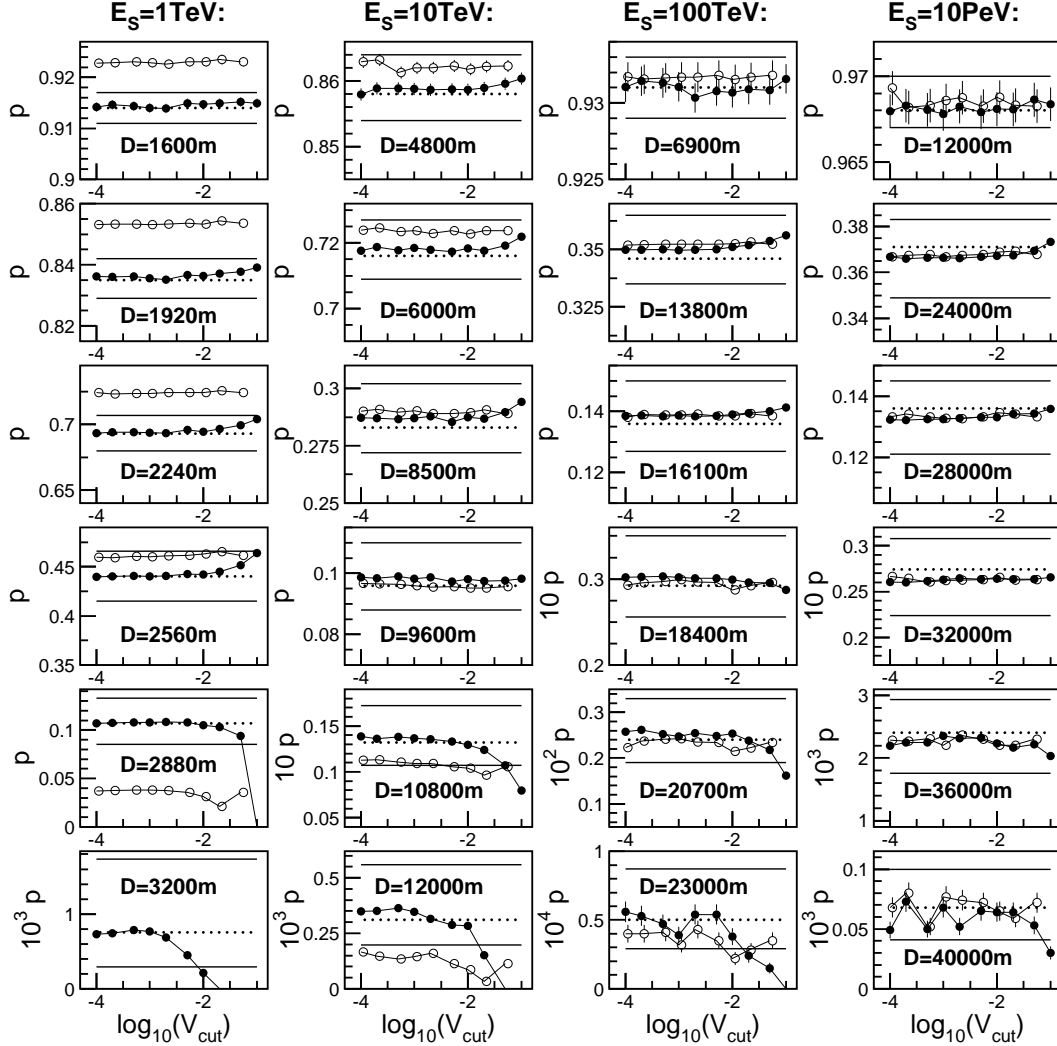 E_S=1TeV: E_S=10TeV: E_S=100TeV: E_S=10PeV:
p 0.92 0.91 0.9 D=1600m -4 -2
p 0.86 0.85 D=4800m -4 -2
p 0.93 0.925 D=6900m -4 -2
p 0.97 0.965 D=12000m -4 -2
p 0.86 0.84 0.82 D=1920m -4 -2
p 0.72 0.7 D=6000m -4 -2
p 0.35 0.325 D=13800m -4 -2
p 0.38 0.36 0.34 D=24000m -4 -2
p 0.7 0.65 D=2240m -4 -2
p 0.3 0.275 0.25 D=8500m -4 -2
p 0.14 0.12 D=16100m -4 -2
p 0.14 0.12 D=28000m -4 -2
p 0.45 0.4 0.35 D=2560m -4 -2
p 0.1 0.08 D=9600m -4 -2
10 p 0.3 0.2 D=18400m -4 -2
10 p 0.3 0.2 D=32000m -4 -2
p 0.1 0.05 0 D=2880m -4 -2
10 p 0.15 0.1 0.05 D=10800m -4 -2
10² p 0.3 0.2 0.1 D=20700m -4 -2
10³ p 3 2 1 D=36000m -4 -2
10³ p 1 0 D=3200m -4 -2
10³ p 0.5 0.25 0 D=12000m -4 -2
10⁴ p 1 0.5 0 D=23000m -4 -2
10³ p 0.1 0.05 0 D=40000m -4 -2
log₁₀(V_cut) log₁₀(V_cut) log₁₀(V_cut) log₁₀(V_cut)